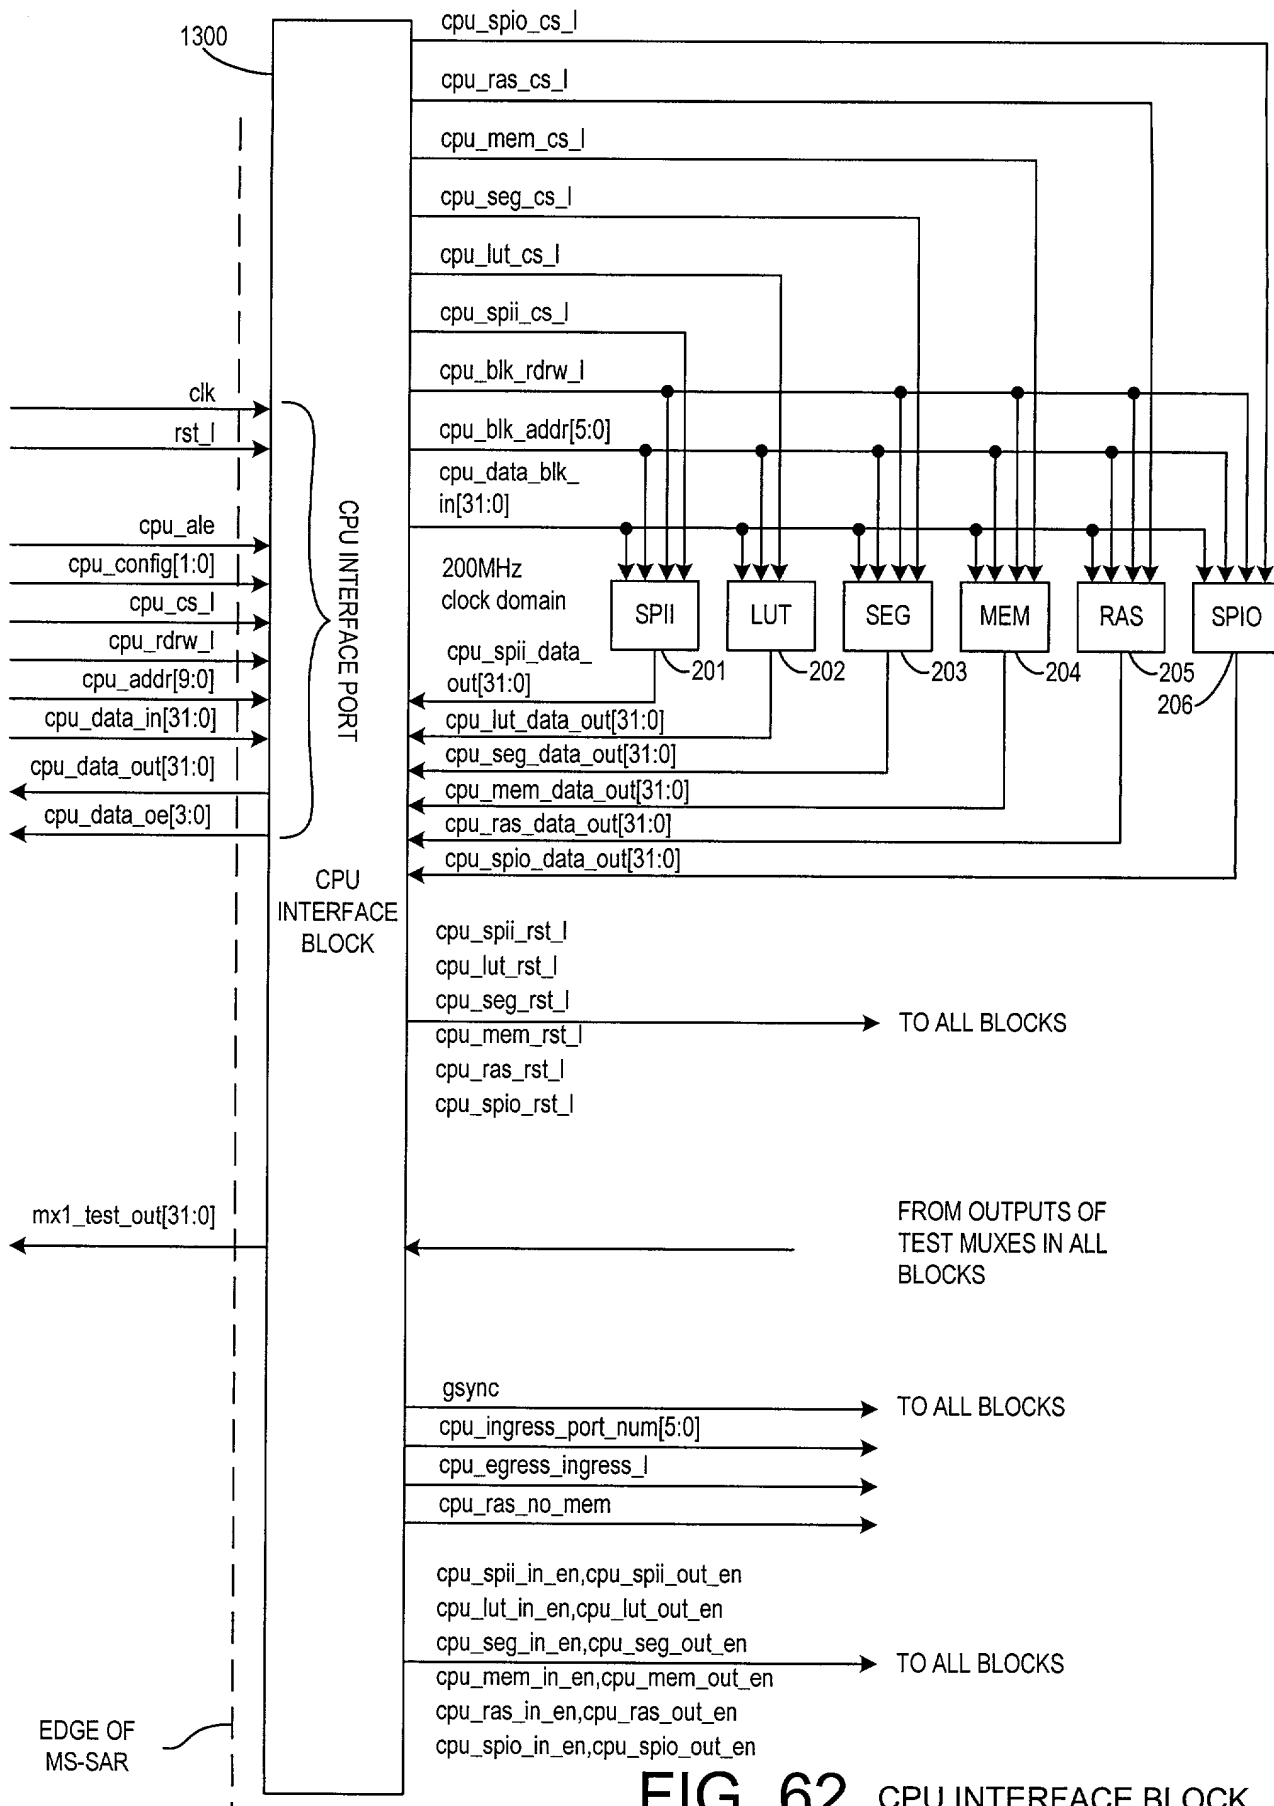 1300
cpu_spio_cs_l
cpu_ras_cs_l
cpu_mem_cs_l
cpu_seg_cs_l
cpu_lut_cs_l
cpu_spii_cs_l
cpu_blk_rdrw_l
cpu_blk_addr[5:0]
cpu_data_blk_
in[31:0]
200MHz
clock domain
clk
rst_l
cpu_ale
cpu_config[1:0]
cpu_cs_l
cpu_rdrw_l
cpu_addr[9:0]
cpu_data_in[31:0]
cpu_data_out[31:0]
cpu_data_oe[3:0]
CPU INTERFACE PORT
SPII
LUT
SEG
MEM
RAS
SPIO
201
202
203
204
205
206
cpu_spii_data_
out[31:0]
cpu_lut_data_out[31:0]
cpu_seg_data_out[31:0]
cpu_mem_data_out[31:0]
cpu_ras_data_out[31:0]
cpu_spio_data_out[31:0]
CPU
INTERFACE
BLOCK
cpu_spii_rst_l
cpu_lut_rst_l
cpu_seg_rst_l
cpu_mem_rst_l
cpu_ras_rst_l
cpu_spio_rst_l
TO ALL BLOCKS
mx1_test_out[31:0]
FROM OUTPUTS OF
TEST MUXES IN ALL
BLOCKS
gsync
cpu_ingress_port_num[5:0]
cpu_egress_ingress_l
cpu_ras_no_mem
TO ALL BLOCKS
cpu_spii_in_en,cpu_spii_out_en
cpu_lut_in_en,cpu_lut_out_en
cpu_seg_in_en,cpu_seg_out_en
cpu_mem_in_en,cpu_mem_out_en
cpu_ras_in_en,cpu_ras_out_en
cpu_spio_in_en,cpu_spio_out_en
TO ALL BLOCKS
EDGE OF
MS-SAR
FIG. 62 CPU INTERFACE BLOCK